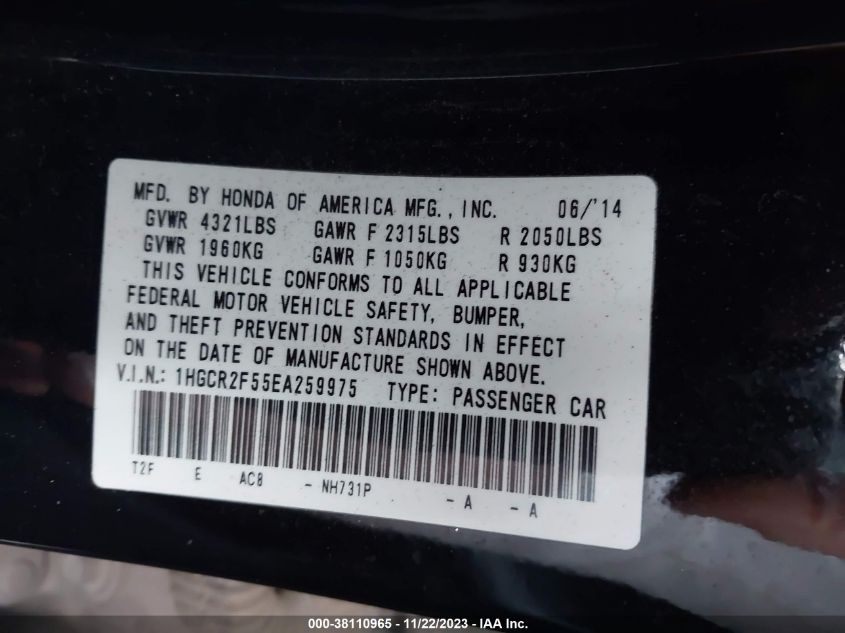 MFD. BY HONDA OF AMERICA MFG., INC. 06/'14
GVWR 4321LBS GAWR F 2315LBS R 2050LBS
GVWR 1960KG GAWR F 1050KG R 930KG
THIS VEHICLE CONFORMS TO ALL APPLICABLE
FEDERAL MOTOR VEHICLE SAFETY, BUMPER,
AND THEFT PREVENTION STANDARDS IN EFFECT
ON THE DATE OF MANUFACTURE SHOWN ABOVE.
V.I.N.: 1HGCR2F55EA259975 TYPE: PASSENGER CAR
T2F E AC8 - NH731P - A - A
000-38110965 - 11/22/2023 - IAA Inc.